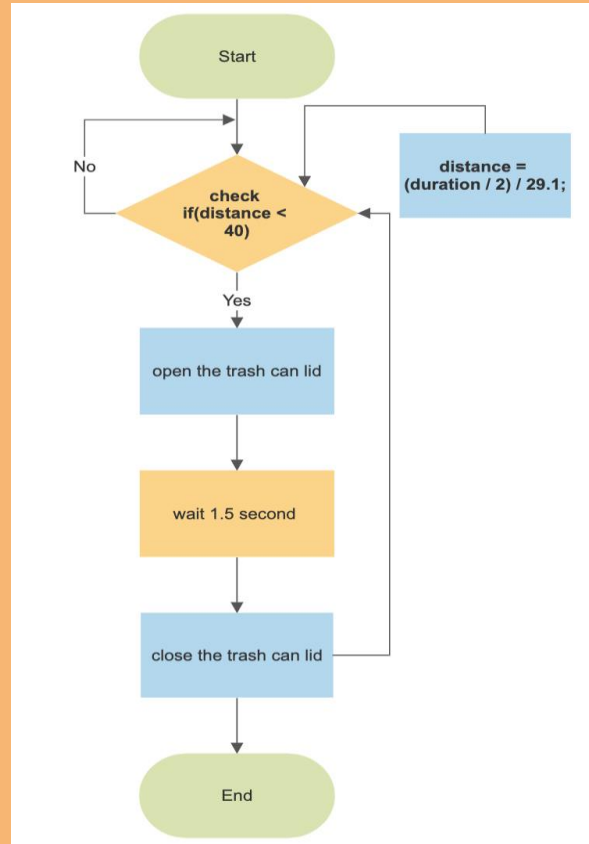 Start
No
distance =
(duration / 2) / 29.1;
check
if(distance <
40)
Yes
open the trash can lid
wait 1.5 second
close the trash can lid
End